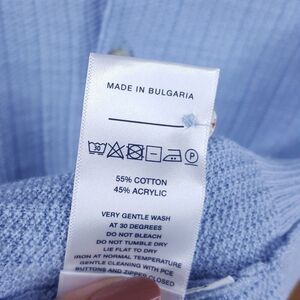 MADE IN BULGARIA
30
P
55% COTTON
45% ACRYLIC
VERY GENTLE WASH
AT 30 DEGREES
DO NOT BLEACH
DO NOT TUMBLE DRY
LIE FLAT TO DRY
IRON AT NORMAL TEMPERATURE
GENTLE CLEANING WITH PCE
BUTTONS AND ZIPPER CLOSED